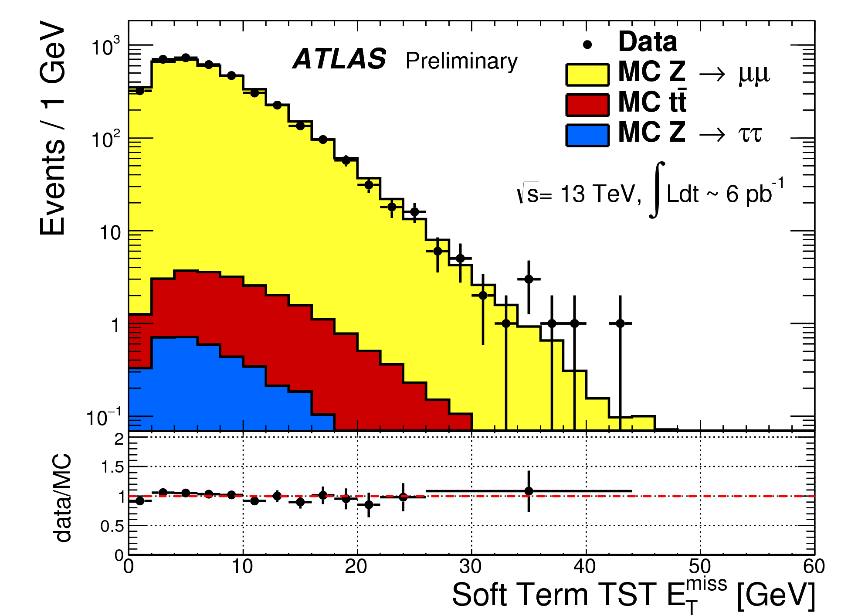 ATLAS Preliminary
Data
MC Z → μμ
MC tt̄
MC Z → ττ
√s= 13 TeV, ∫Ldt ~ 6 pb⁻¹
Events / 1 GeV
10³
10²
10
1
10⁻¹
data/MC
2
1.5
1
0.5
0
0 10 20 30 40 50 60
Soft Term TST E_T^miss [GeV]